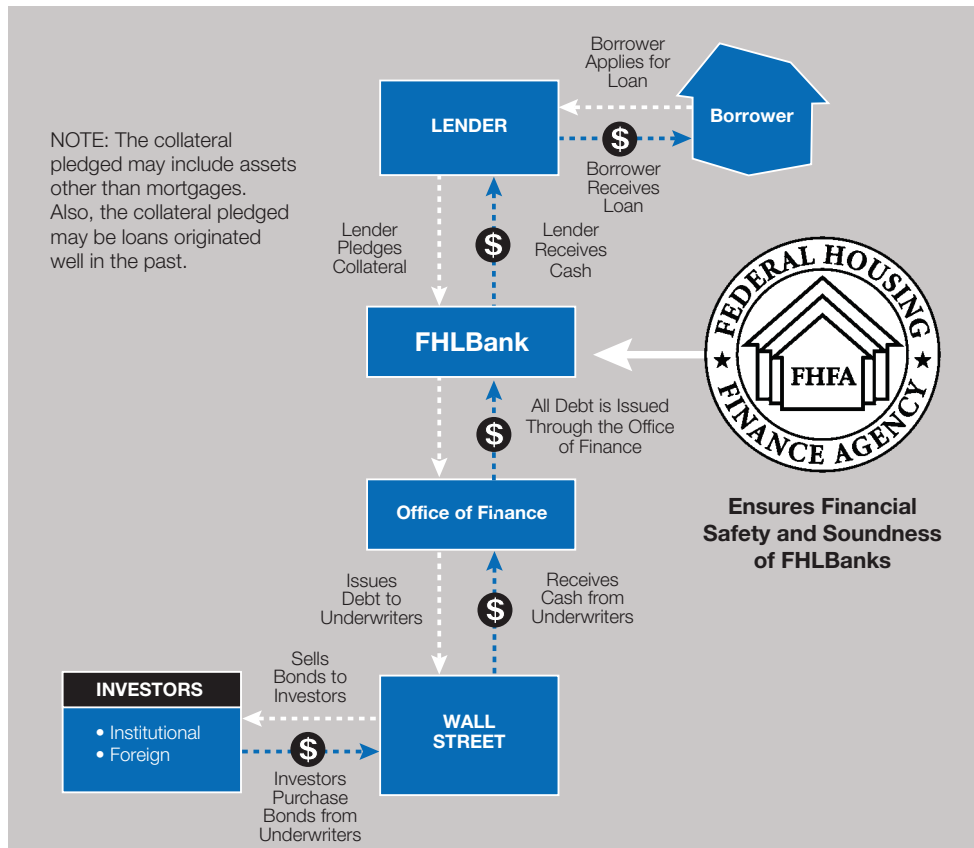 Borrower
Applies for
Loan
LENDER
Borrower
$
Borrower
Receives
Loan
NOTE: The collateral
pledged may include assets
other than mortgages.
Also, the collateral pledged
may be loans originated
well in the past.
Lender
Pledges
Collateral
$
Lender
Receives
Cash
FHLBank
FEDERAL HOUSING
FINANCE AGENCY
FHFA
$
All Debt is Issued
Through the Office
of Finance
Ensures Financial
Safety and Soundness
of FHLBanks
Office of Finance
Issues
Debt to
Underwriters
$
Receives
Cash from
Underwriters
Sells
Bonds to
Investors
INVESTORS
• Institutional
• Foreign
$
WALL
STREET
Investors
Purchase
Bonds from
Underwriters